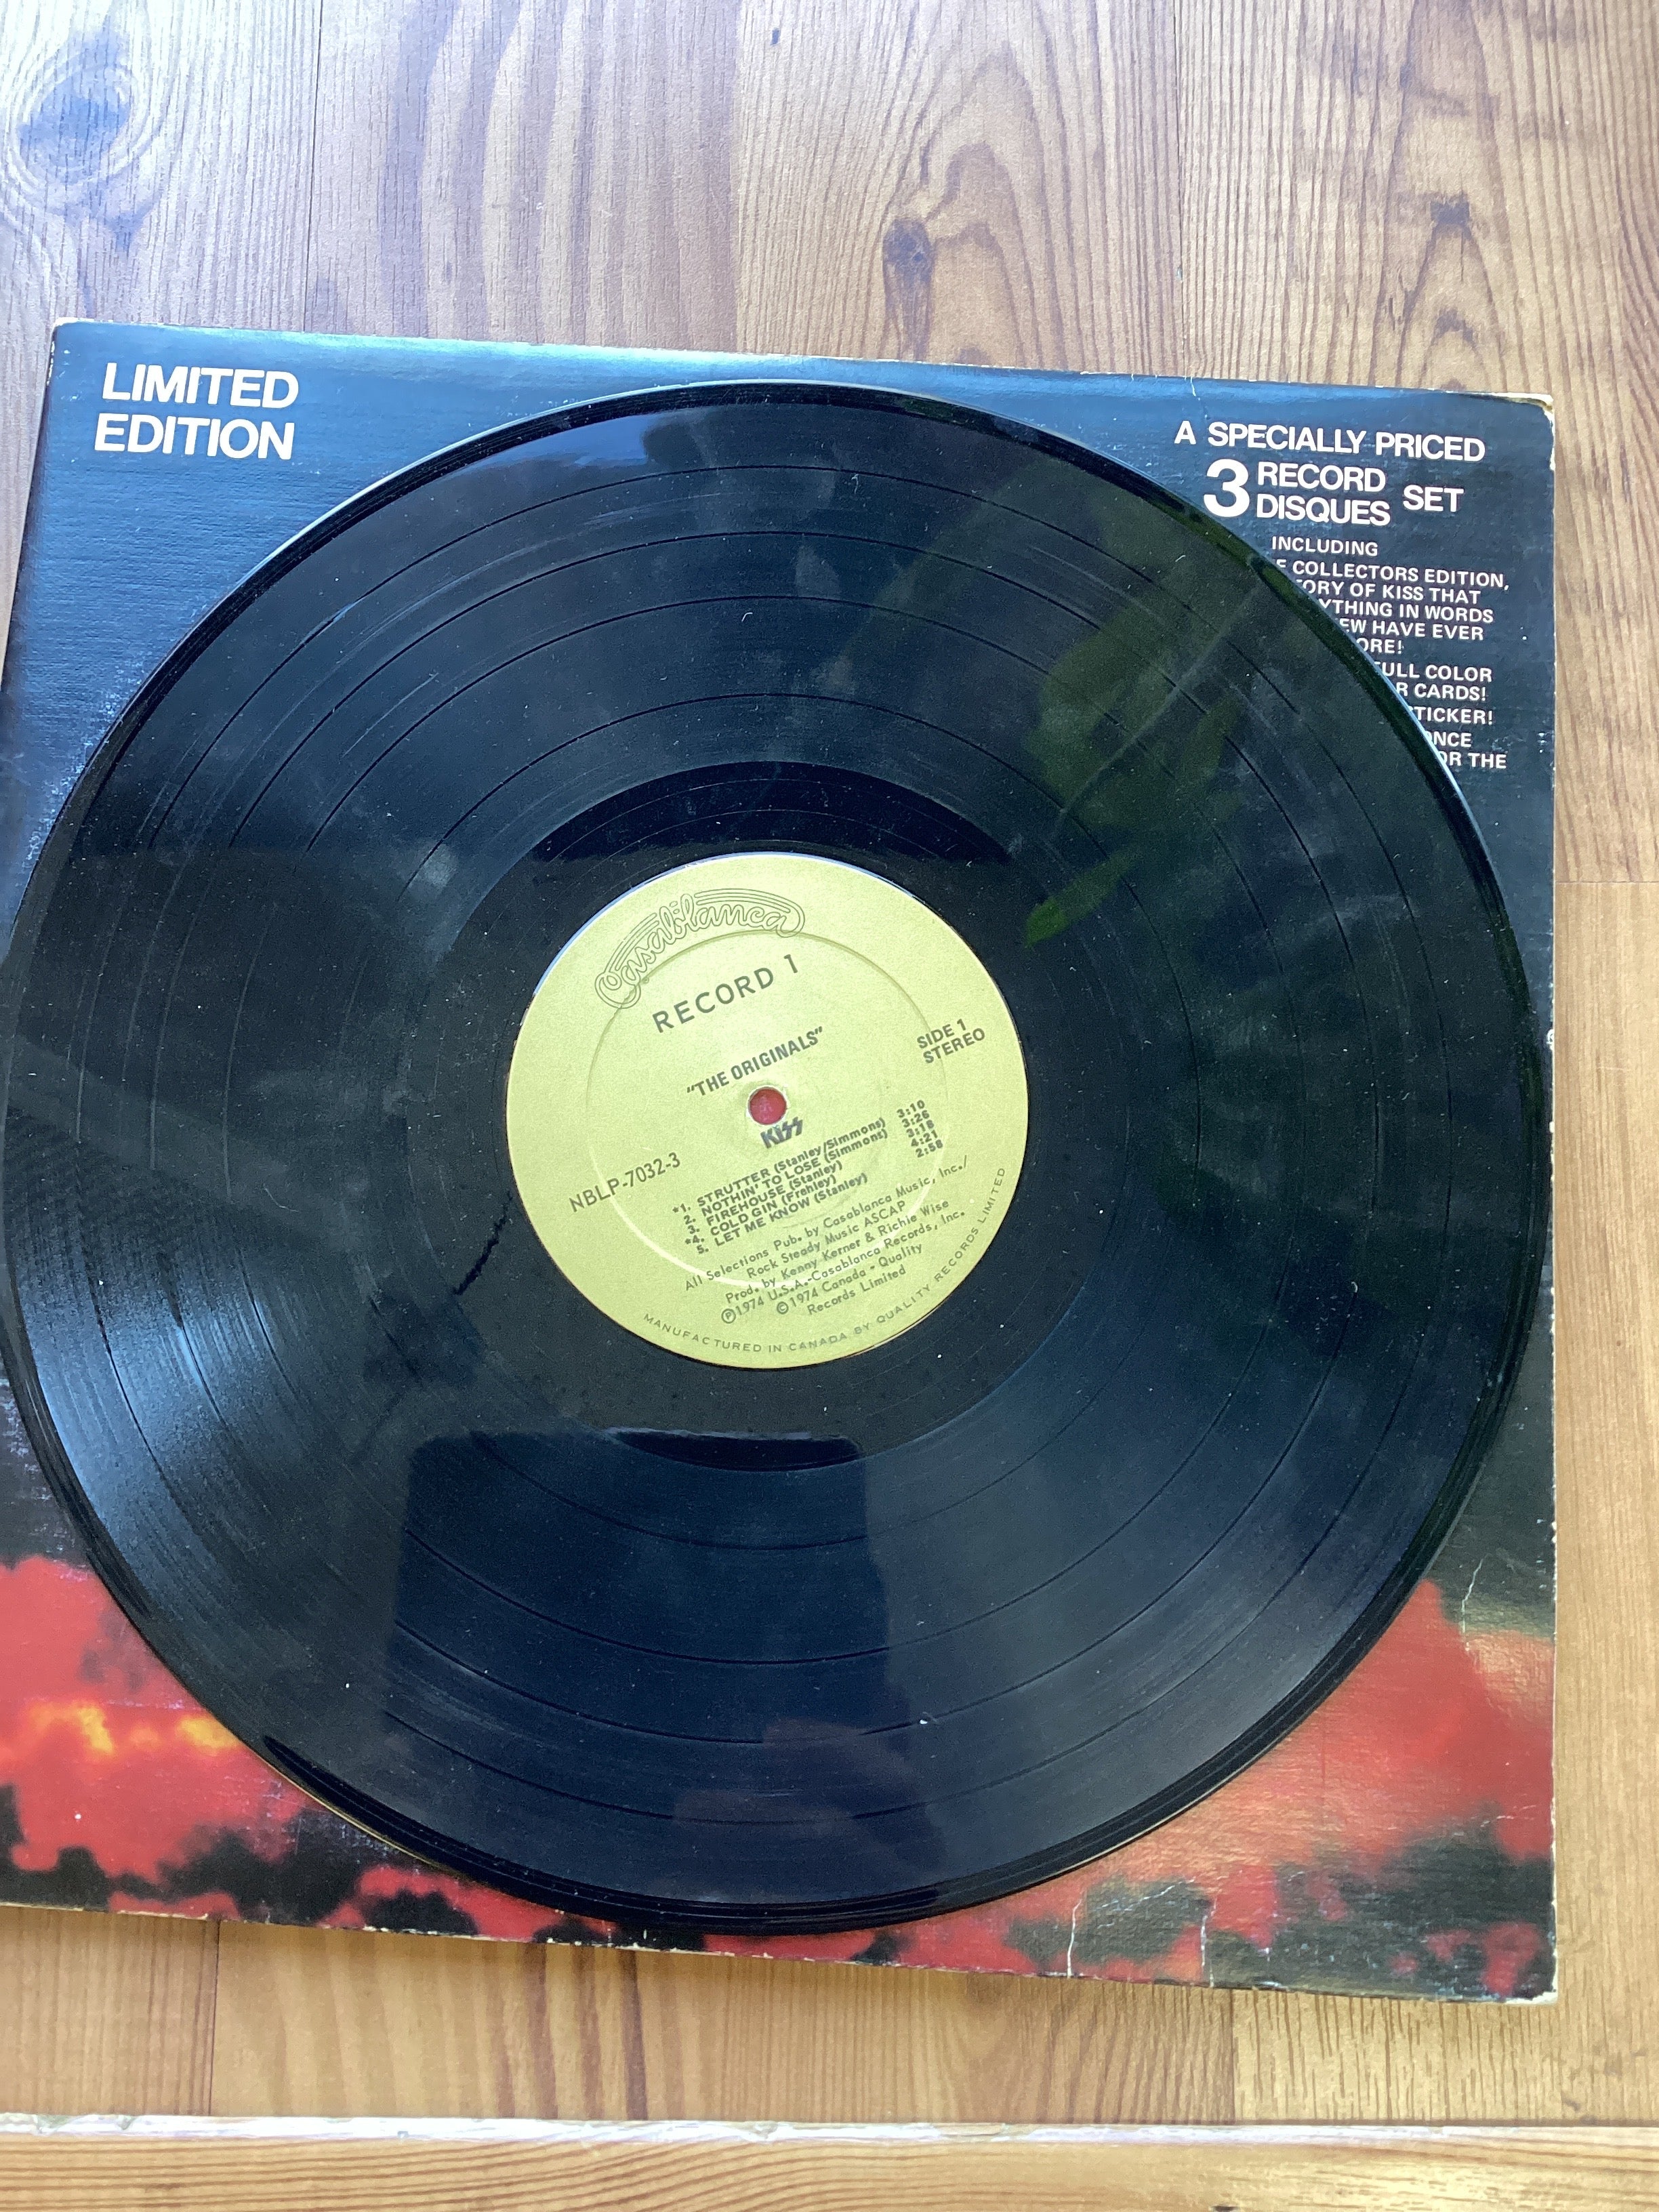 LIMITED
EDITION
A SPECIALLY PRICED
3 RECORD DISQUES SET
INCLUDING
COLLECTORS EDITION,
OF KISS THAT
IN WORDS
HAVE EVER
FULL COLOR
CARDS!
THE
Casablanca
RECORD 1
"THE ORIGINALS"
SIDE 1
STEREO
KISS
NBLP-7032-3
*1. STRUTTER (Stanley/Simmons) 3:10
2. NOTHIN' TO LOSE (Simmons) 3:26
3. FIREHOUSE (Stanley) 3:18
*4. COLD GIN (Frehley) 4:21
5. LET ME KNOW (Stanley) 2:58
All Selections Pub. by Casablanca Music, Inc./
Rock Steady Music ASCAP
Prod. by Kenny Kerner & Richie Wise
Ⓟ1974 U.S.A.-Casablanca Records, Inc.
©1974 Canada - Quality
Records Limited
MANUFACTURED IN CANADA BY QUALITY RECORDS LIMITED